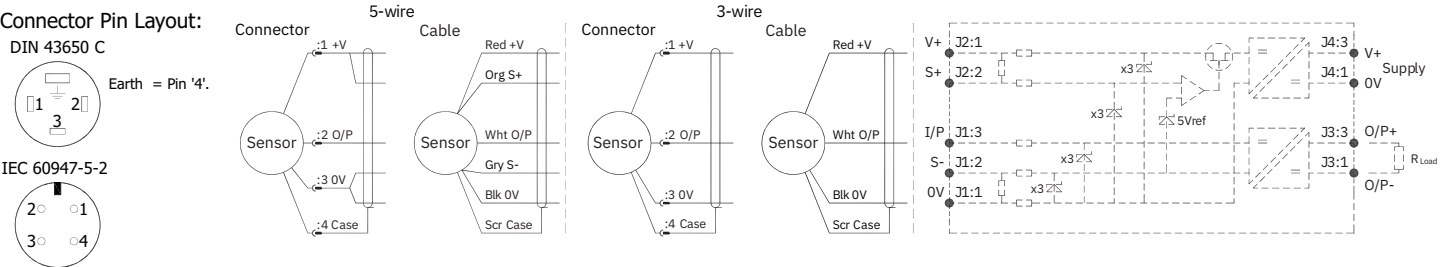 Connector Pin Layout:
DIN 43650 C
1 2
3
Earth = Pin '4'.
IEC 60947-5-2
2 1
3 4
5-wire
Connector
Cable
Sensor
:1 +V
:2 O/P
:3 0V
:4 Case
Sensor
Red +V
Org S+
Wht O/P
Gry S-
Blk 0V
Scr Case
3-wire
Connector
Cable
Sensor
:1 +V
:2 O/P
:3 0V
:4 Case
Sensor
Red +V
Wht O/P
Blk 0V
Scr Case
V+ J2:1
S+ J2:2
I/P J1:3
S- J1:2
0V J1:1
x3
x3
5Vref
x3
x3
=
=
J4:3 V+
Supply
J4:1 0V
=
=
J3:3 O/P+
J3:1 O/P-
R Load